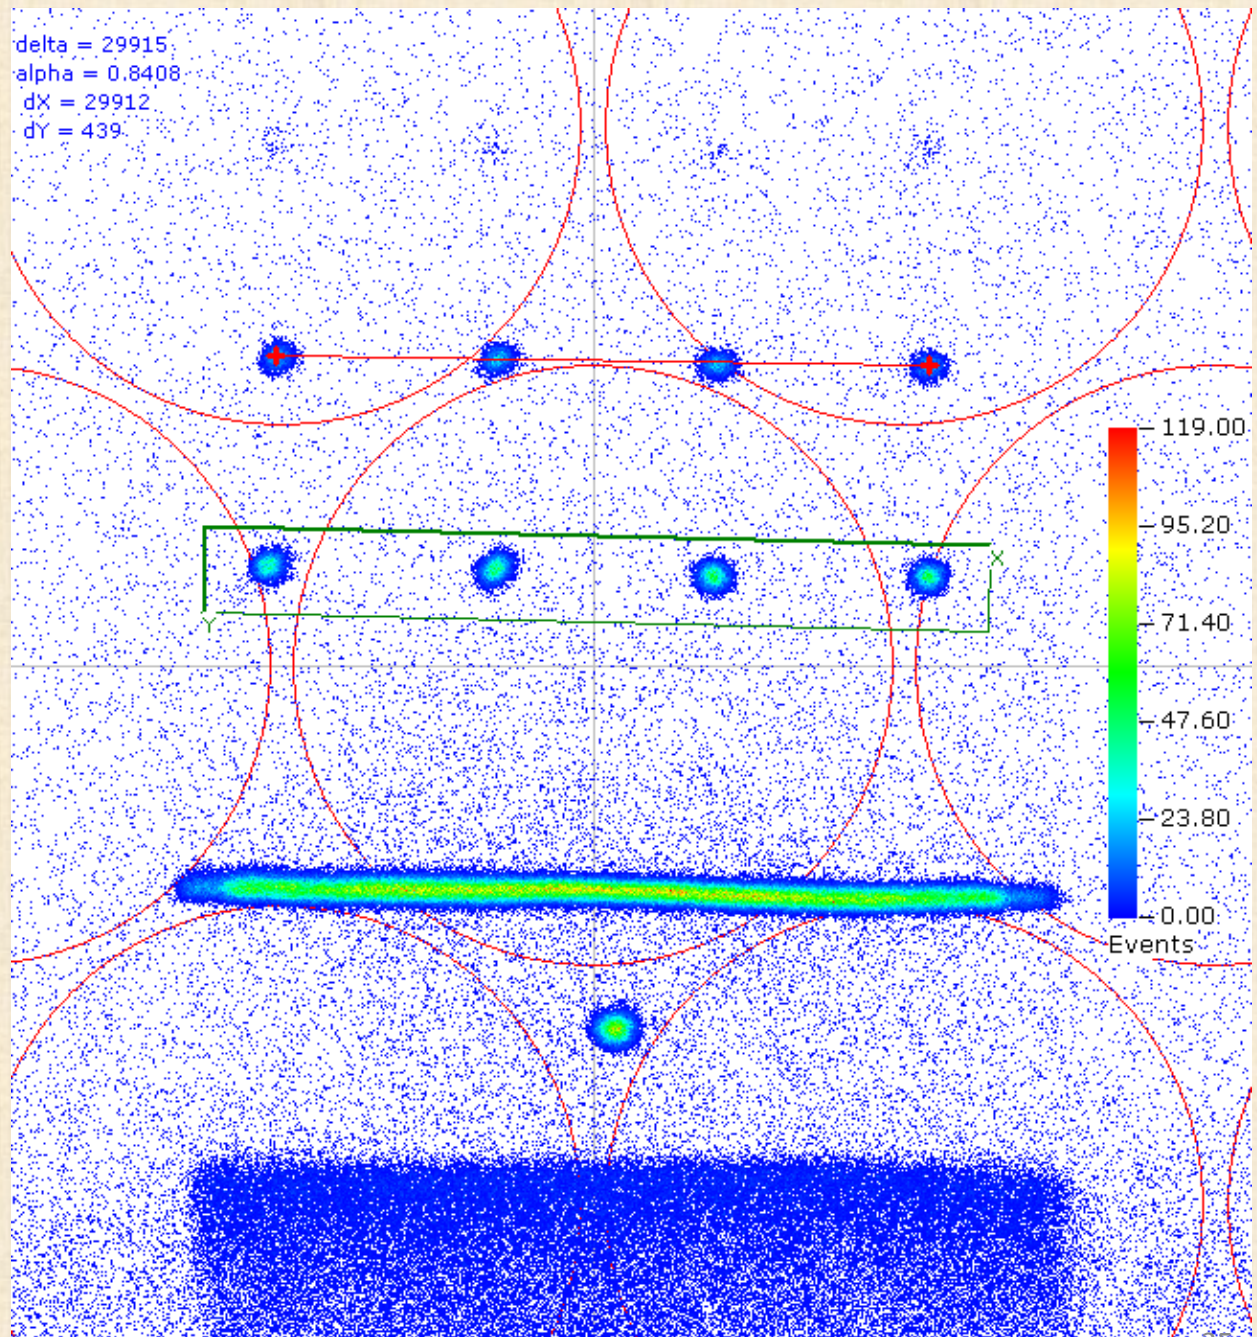 delta = 29915
alpha = 0.8408
dX = 29912
dY = 439
119.00
95.20
X
Y
71.40
47.60
23.80
0.00
Events